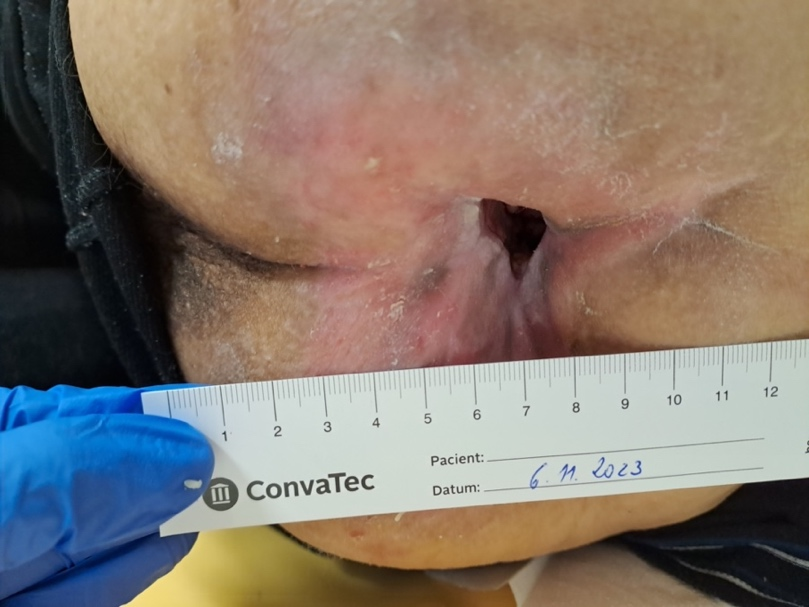 1 2 3 4 5 6 7 8 9 10 11 12
ConvaTec
Pacient:
Datum: 6. 11. 2023